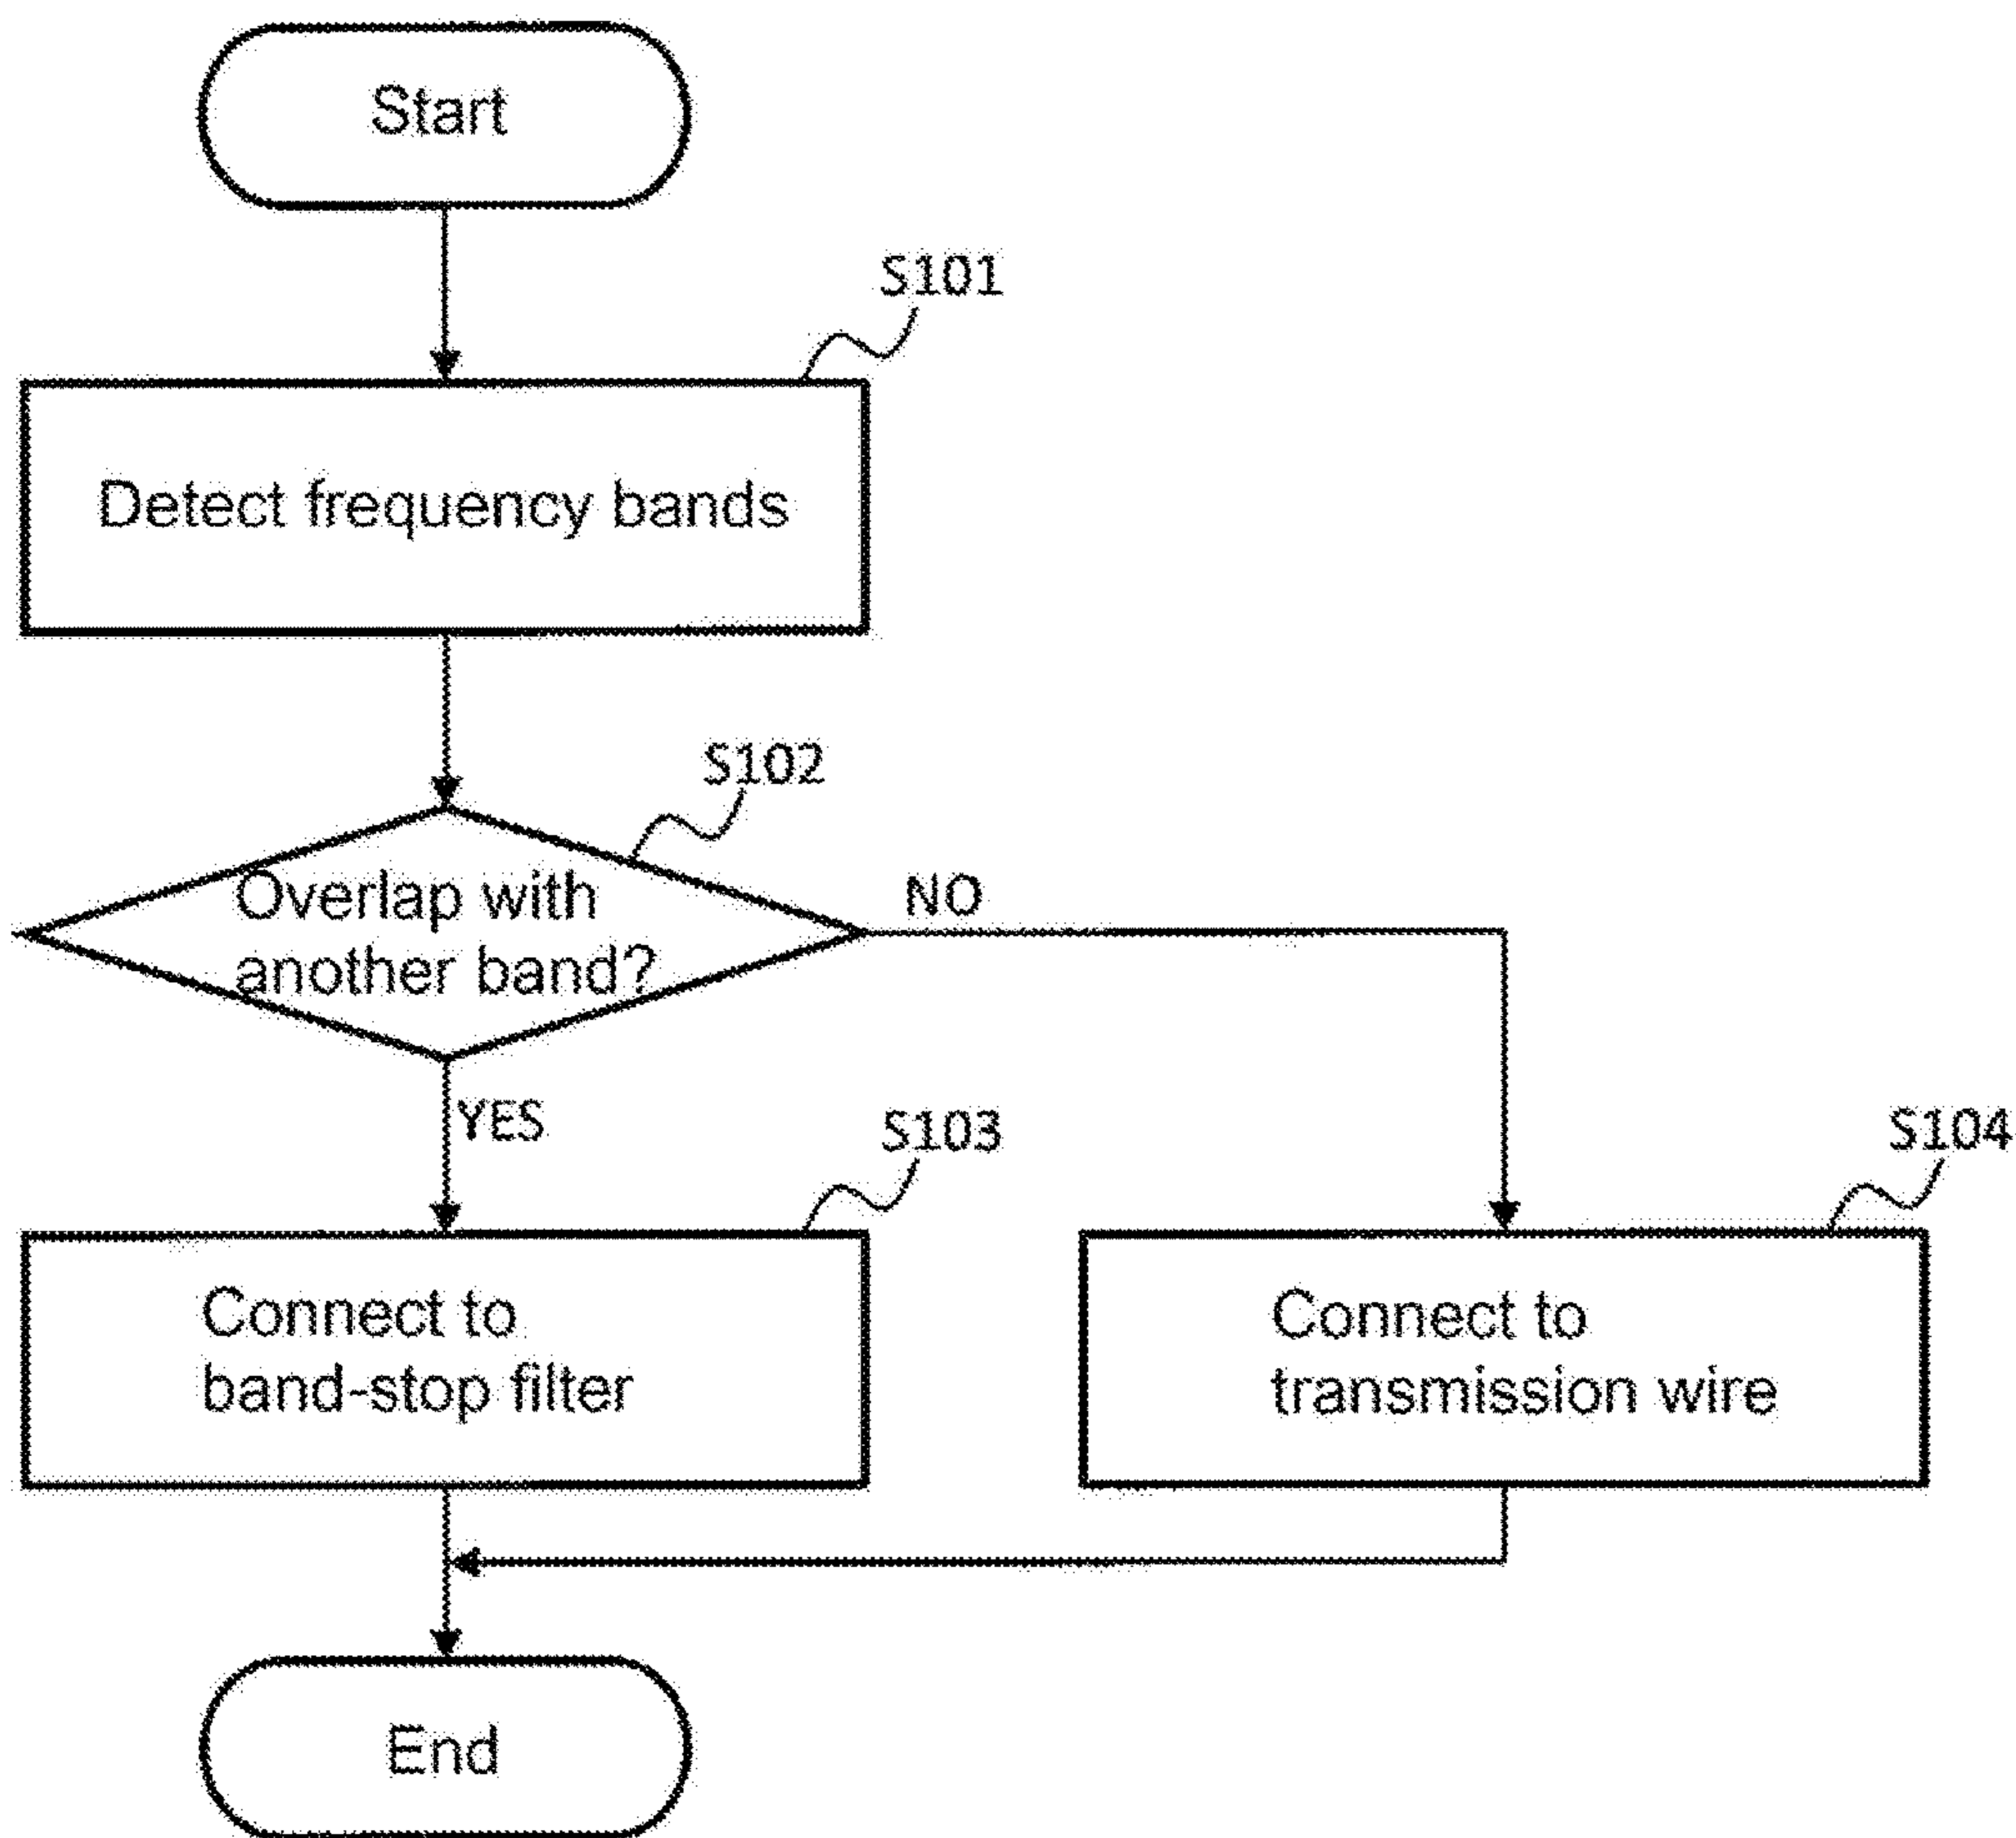 Start
S101
Detect frequency bands
S102
Overlap with
another band?
NO
YES
S103
Connect to
band-stop filter
S104
Connect to
transmission wire
End